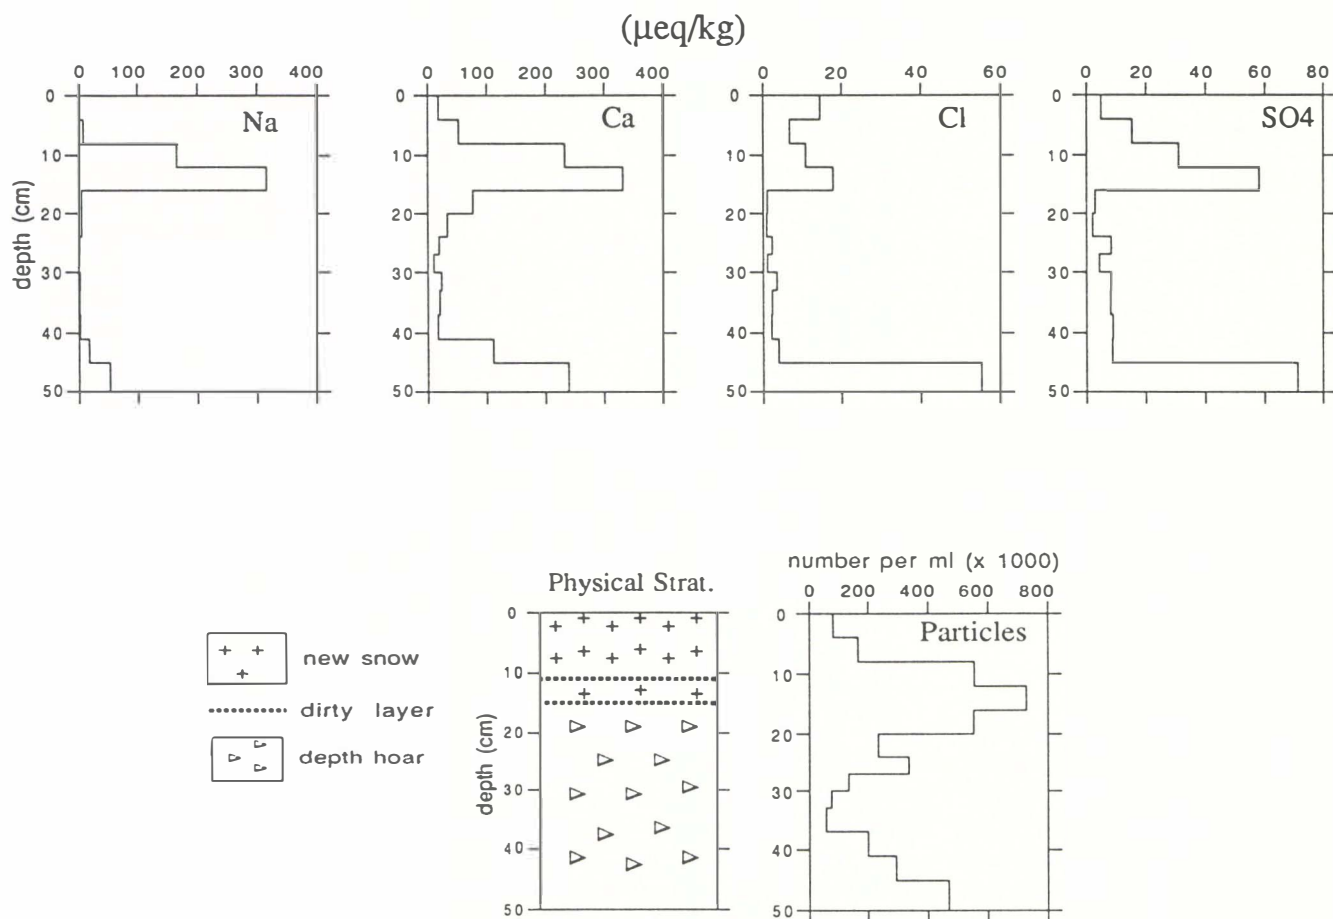 (µeq/kg)
0 100 200 300 400
0 100 200 300 400
0 20 40 60
0 20 40 60 80
Na
Ca
Cl
SO4
depth (cm)
0
10
20
30
40
50
0
10
20
30
40
50
0
10
20
30
40
50
0
10
20
30
40
50
new snow
dirty layer
depth hoar
Physical Strat.
depth (cm)
0
10
20
30
40
50
number per ml (x 1000)
0 200 400 600 800
Particles
0
10
20
30
40
50